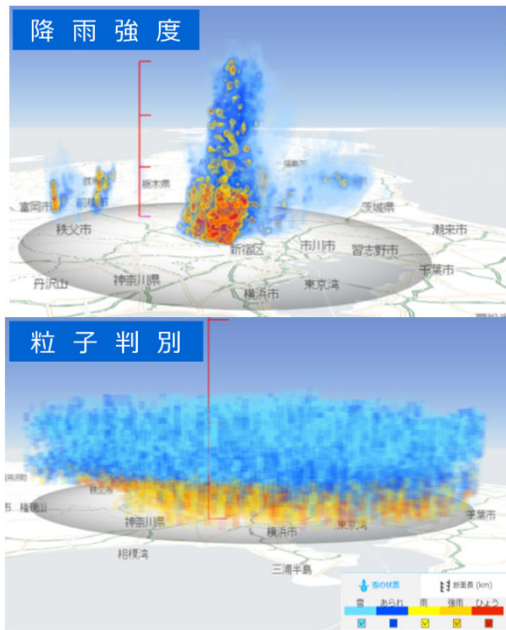 降雨強度
栃木県
富岡市
茨城県
秩父市
潮来市
新宿区
市川市
習志野市
千葉市
丹沢山
神奈川県
東京湾
横浜市
粒子判別
秩父市
千葉市
神奈川県
横浜市
東京湾
相模湾
三浦半島
雪の状態
断面長 (km)
雪 あられ 雨 強雨 ひょう